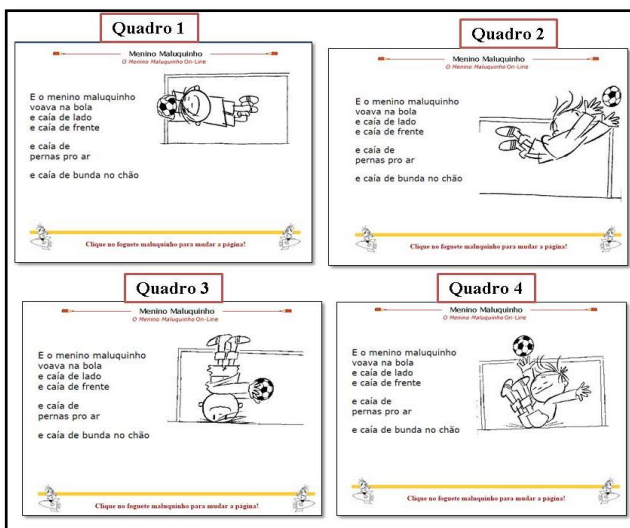 Quadro 1
Menino Maluquinho
O Menino Maluquinho On-Line
E o menino maluquinho
voava na bola
e caía de lado
e caía de frente
e caía de
pernas pro ar
e caía de bunda no chão
Clique no foguete maluquinho para mudar a página!
Quadro 2
Menino Maluquinho
O Menino Maluquinho On-Line
E o menino maluquinho
voava na bola
e caía de lado
e caía de frente
e caía de
pernas pro ar
e caía de bunda no chão
Clique no foguete maluquinho para mudar a página!
Quadro 3
Menino Maluquinho
O Menino Maluquinho On-Line
E o menino maluquinho
voava na bola
e caía de lado
e caía de frente
e caía de
pernas pro ar
e caía de bunda no chão
Clique no foguete maluquinho para mudar a página!
Quadro 4
Menino Maluquinho
O Menino Maluquinho On-Line
E o menino maluquinho
voava na bola
e caía de lado
e caía de frente
e caía de
pernas pro ar
e caía de bunda no chão
Clique no foguete maluquinho para mudar a página!